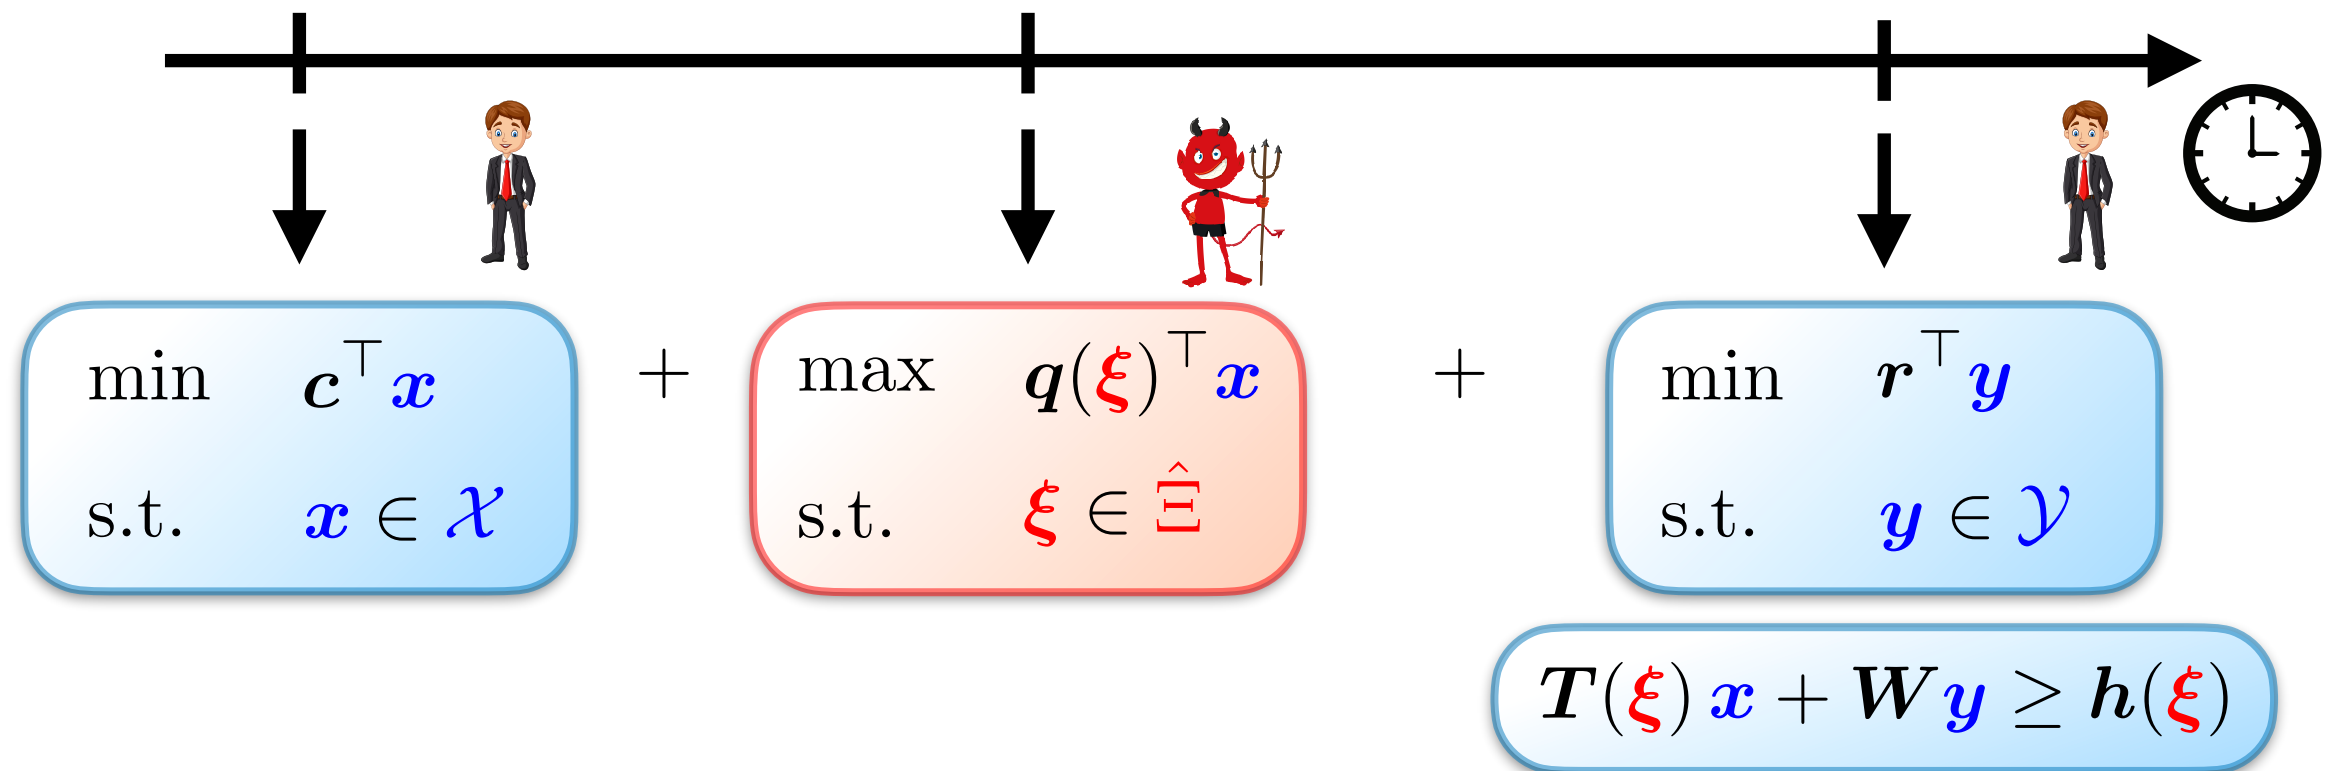 min c⊤x
s.t. x ∈ 𝒳
+
max q(ξ)⊤x
s.t. ξ ∈ Ξ̂
+
min r⊤y
s.t. y ∈ 𝒴
T(ξ) x + W y ≥ h(ξ)